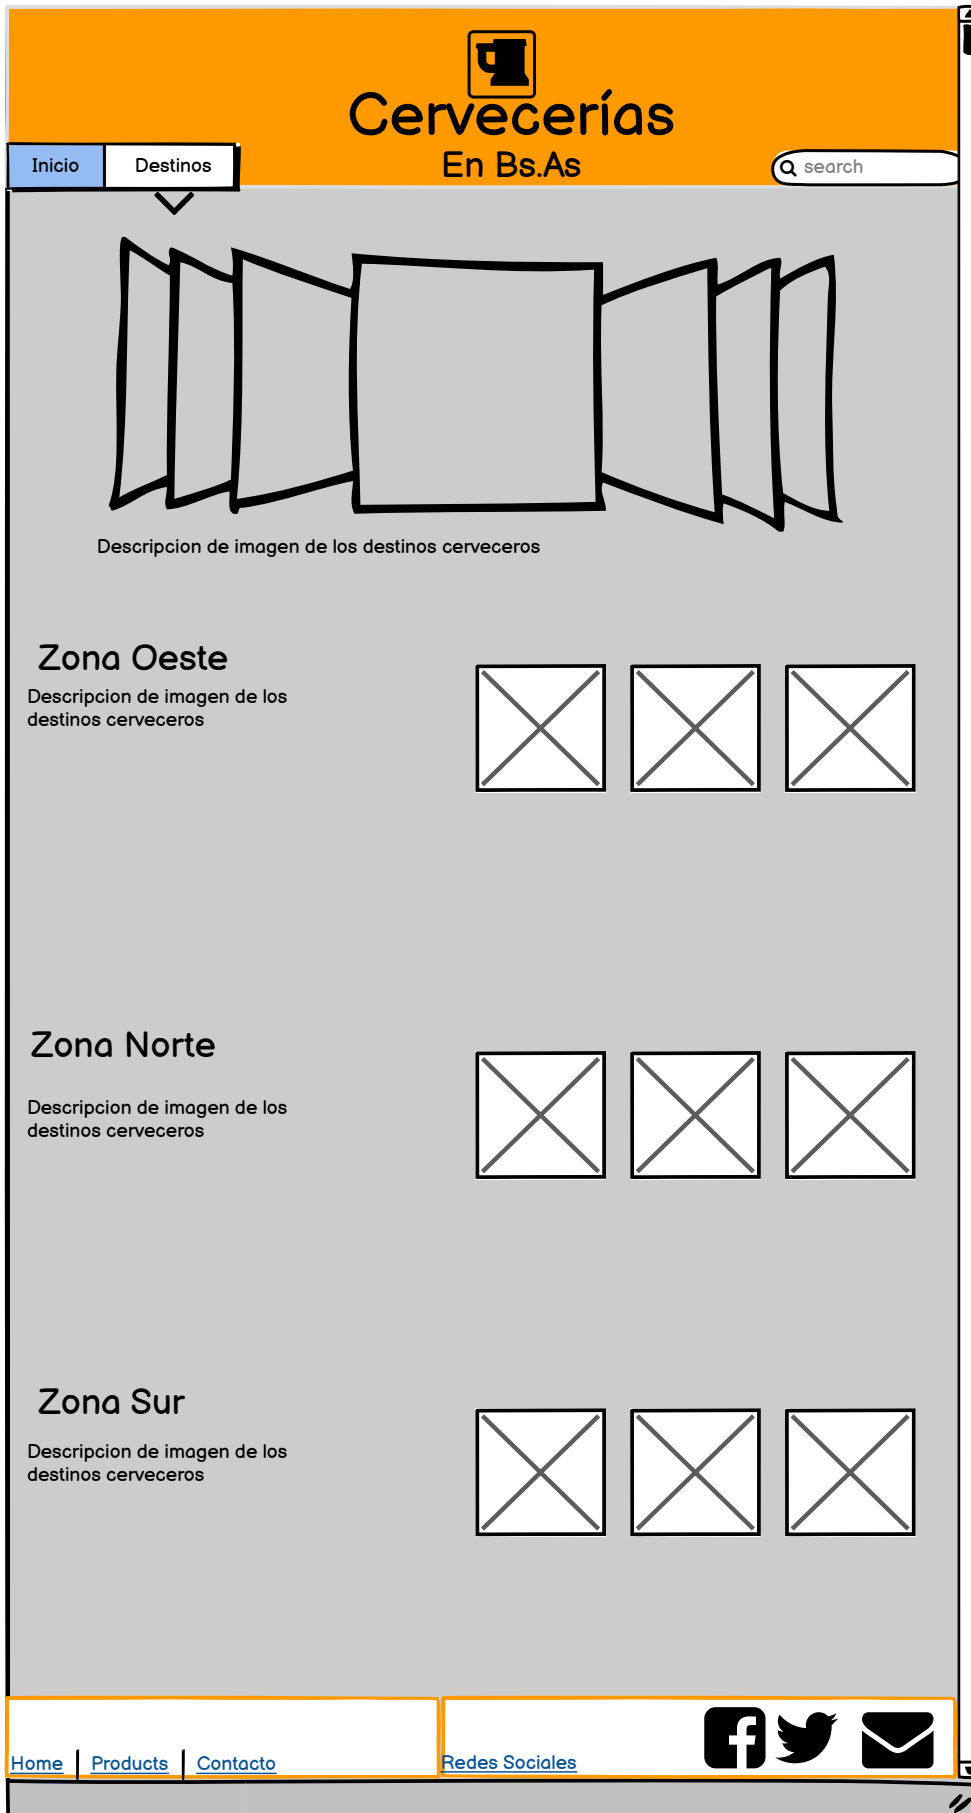 Cervecerías
En Bs.As
Inicio Destinos
search
Descripcion de imagen de los destinos cerveceros
Zona Oeste
Descripcion de imagen de los
destinos cerveceros
Zona Norte
Descripcion de imagen de los
destinos cerveceros
Zona Sur
Descripcion de imagen de los
destinos cerveceros
Home | Products | Contacto
Redes Sociales